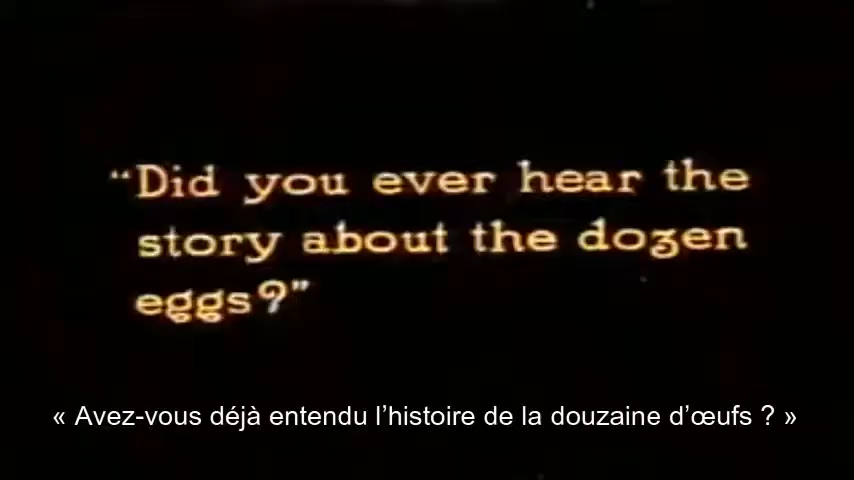 “Did you ever hear the
story about the dozen
eggs?”
« Avez-vous déjà entendu l’histoire de la douzaine d’œufs ? »